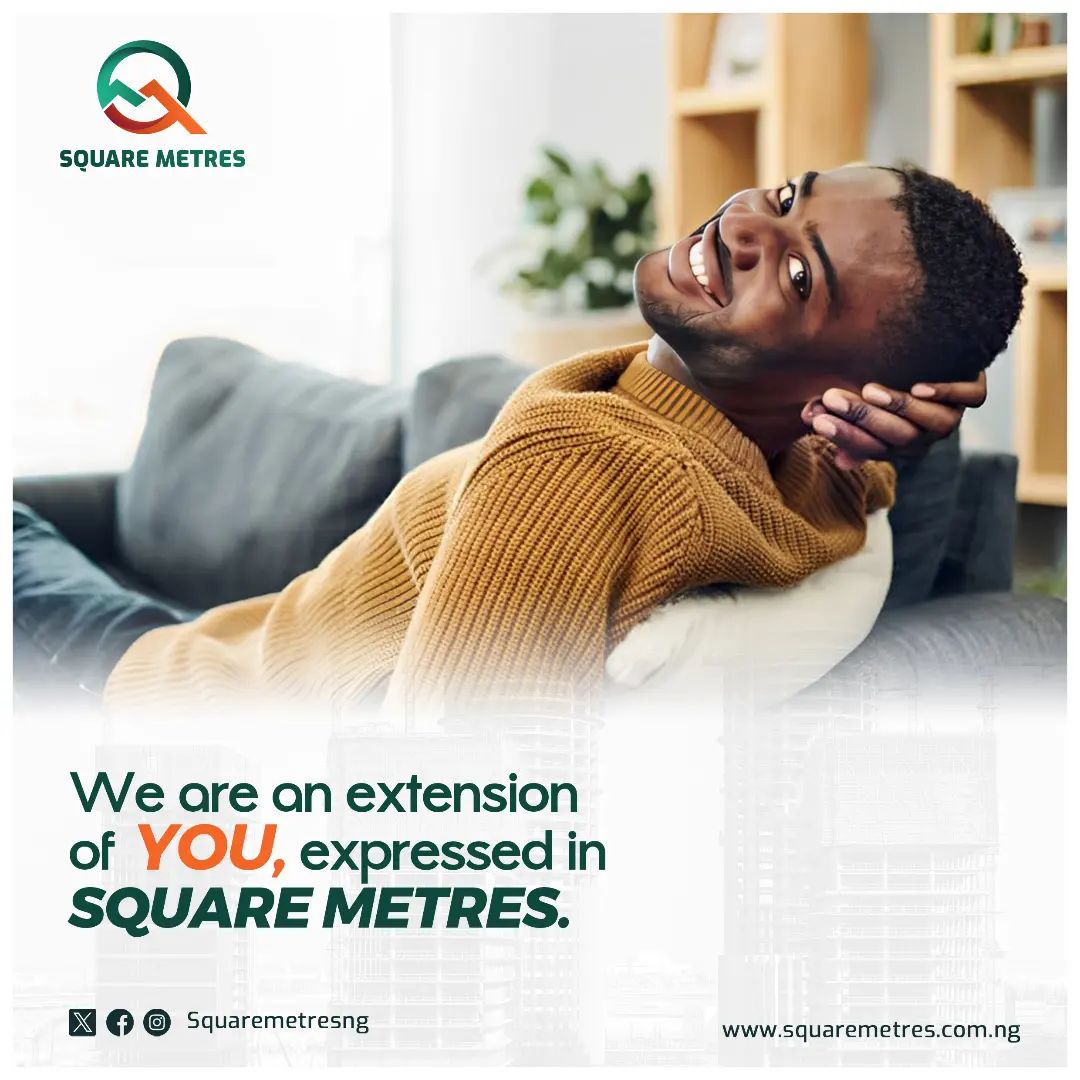 SQUARE METRES
We are an extension
of YOU, expressed in
SQUARE METRES.
Squaremetresng
www.squaremetres.com.ng